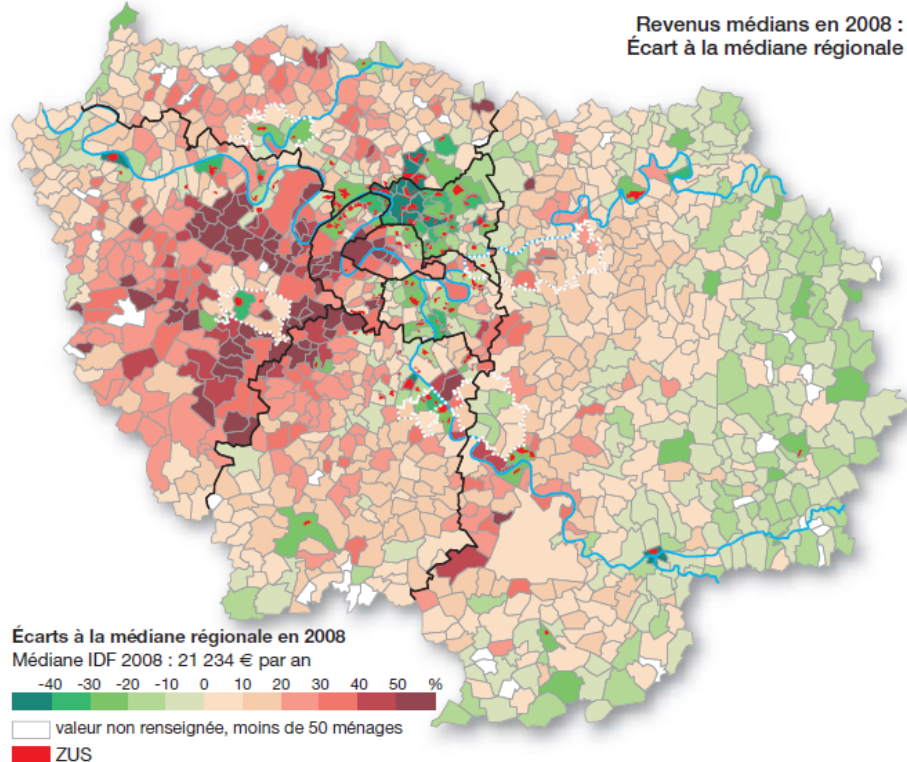 Revenus médians en 2008 :
Écart à la médiane régionale
Écarts à la médiane régionale en 2008
Médiane IDF 2008 : 21 234 € par an
-40 -30 -20 -10 0 10 20 30 40 50 %
valeur non renseignée, moins de 50 ménages
ZUS